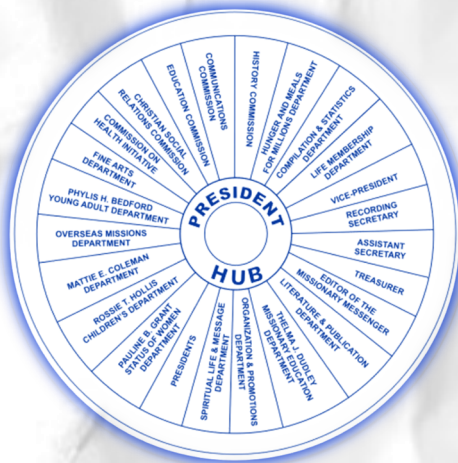 PRESIDENT
HUB
HISTORY COMMISSION
HUNGER AND MEALS
FOR MILLIONS DEPARTMENT
COMPILATION & STATISTICS
DEPARTMENT
LIFE MEMBERSHIP
DEPARTMENT
VICE-PRESIDENT
RECORDING
SECRETARY
ASSISTANT
SECRETARY
TREASURER
EDITOR OF THE
MISSIONARY MESSENGER
LITERATURE & PUBLICATION
DEPARTMENT
THELMA J. DUDLEY
MISSIONARY EDUCATION
DEPARTMENT
ORGANIZATION & PROMOTIONS
DEPARTMENT
SPIRITUAL LIFE & MESSAGE
DEPARTMENT
PRESIDENTS
PAULINE B. GRANT
STATUS OF WOMEN
DEPARTMENT
ROSSIE T. HOLLIS
CHILDREN'S DEPARTMENT
MATTIE E. COLEMAN
DEPARTMENT
OVERSEAS MISSIONS
DEPARTMENT
PHYLIS H. BEDFORD
YOUNG ADULT DEPARTMENT
FINE ARTS
DEPARTMENT
COMMISSION ON
HEALTH INITIATIVE
CHRISTIAN SOCIAL
RELATIONS COMMISSION
EDUCATION COMMISSION
COMMUNICATIONS
COMMISSION